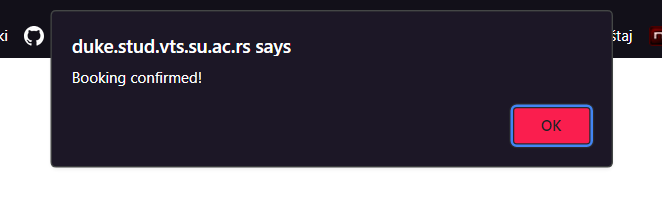 ki
duke.stud.vts.su.ac.rs says
štaj
Booking confirmed!
OK